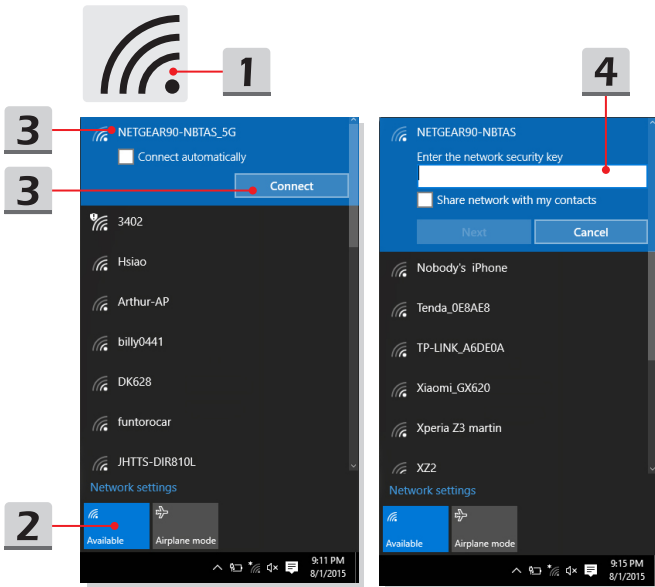 1
4
3
NETGEAR90-NBTAS_5G
Connect automatically
3
Connect
3402
Hsiao
Arthur-AP
billy0441
DK628
funtorocar
JHTTS-DIR810L
Network settings
2
Available
Airplane mode
9:11 PM
8/1/2015
NETGEAR90-NBTAS
Enter the network security key
Share network with my contacts
Next
Cancel
Nobody's iPhone
Tenda_0E8AE8
TP-LINK_A6DE0A
Xiaomi_GX620
Xperia Z3 martin
XZ2
Network settings
Available
Airplane mode
9:15 PM
8/1/2015